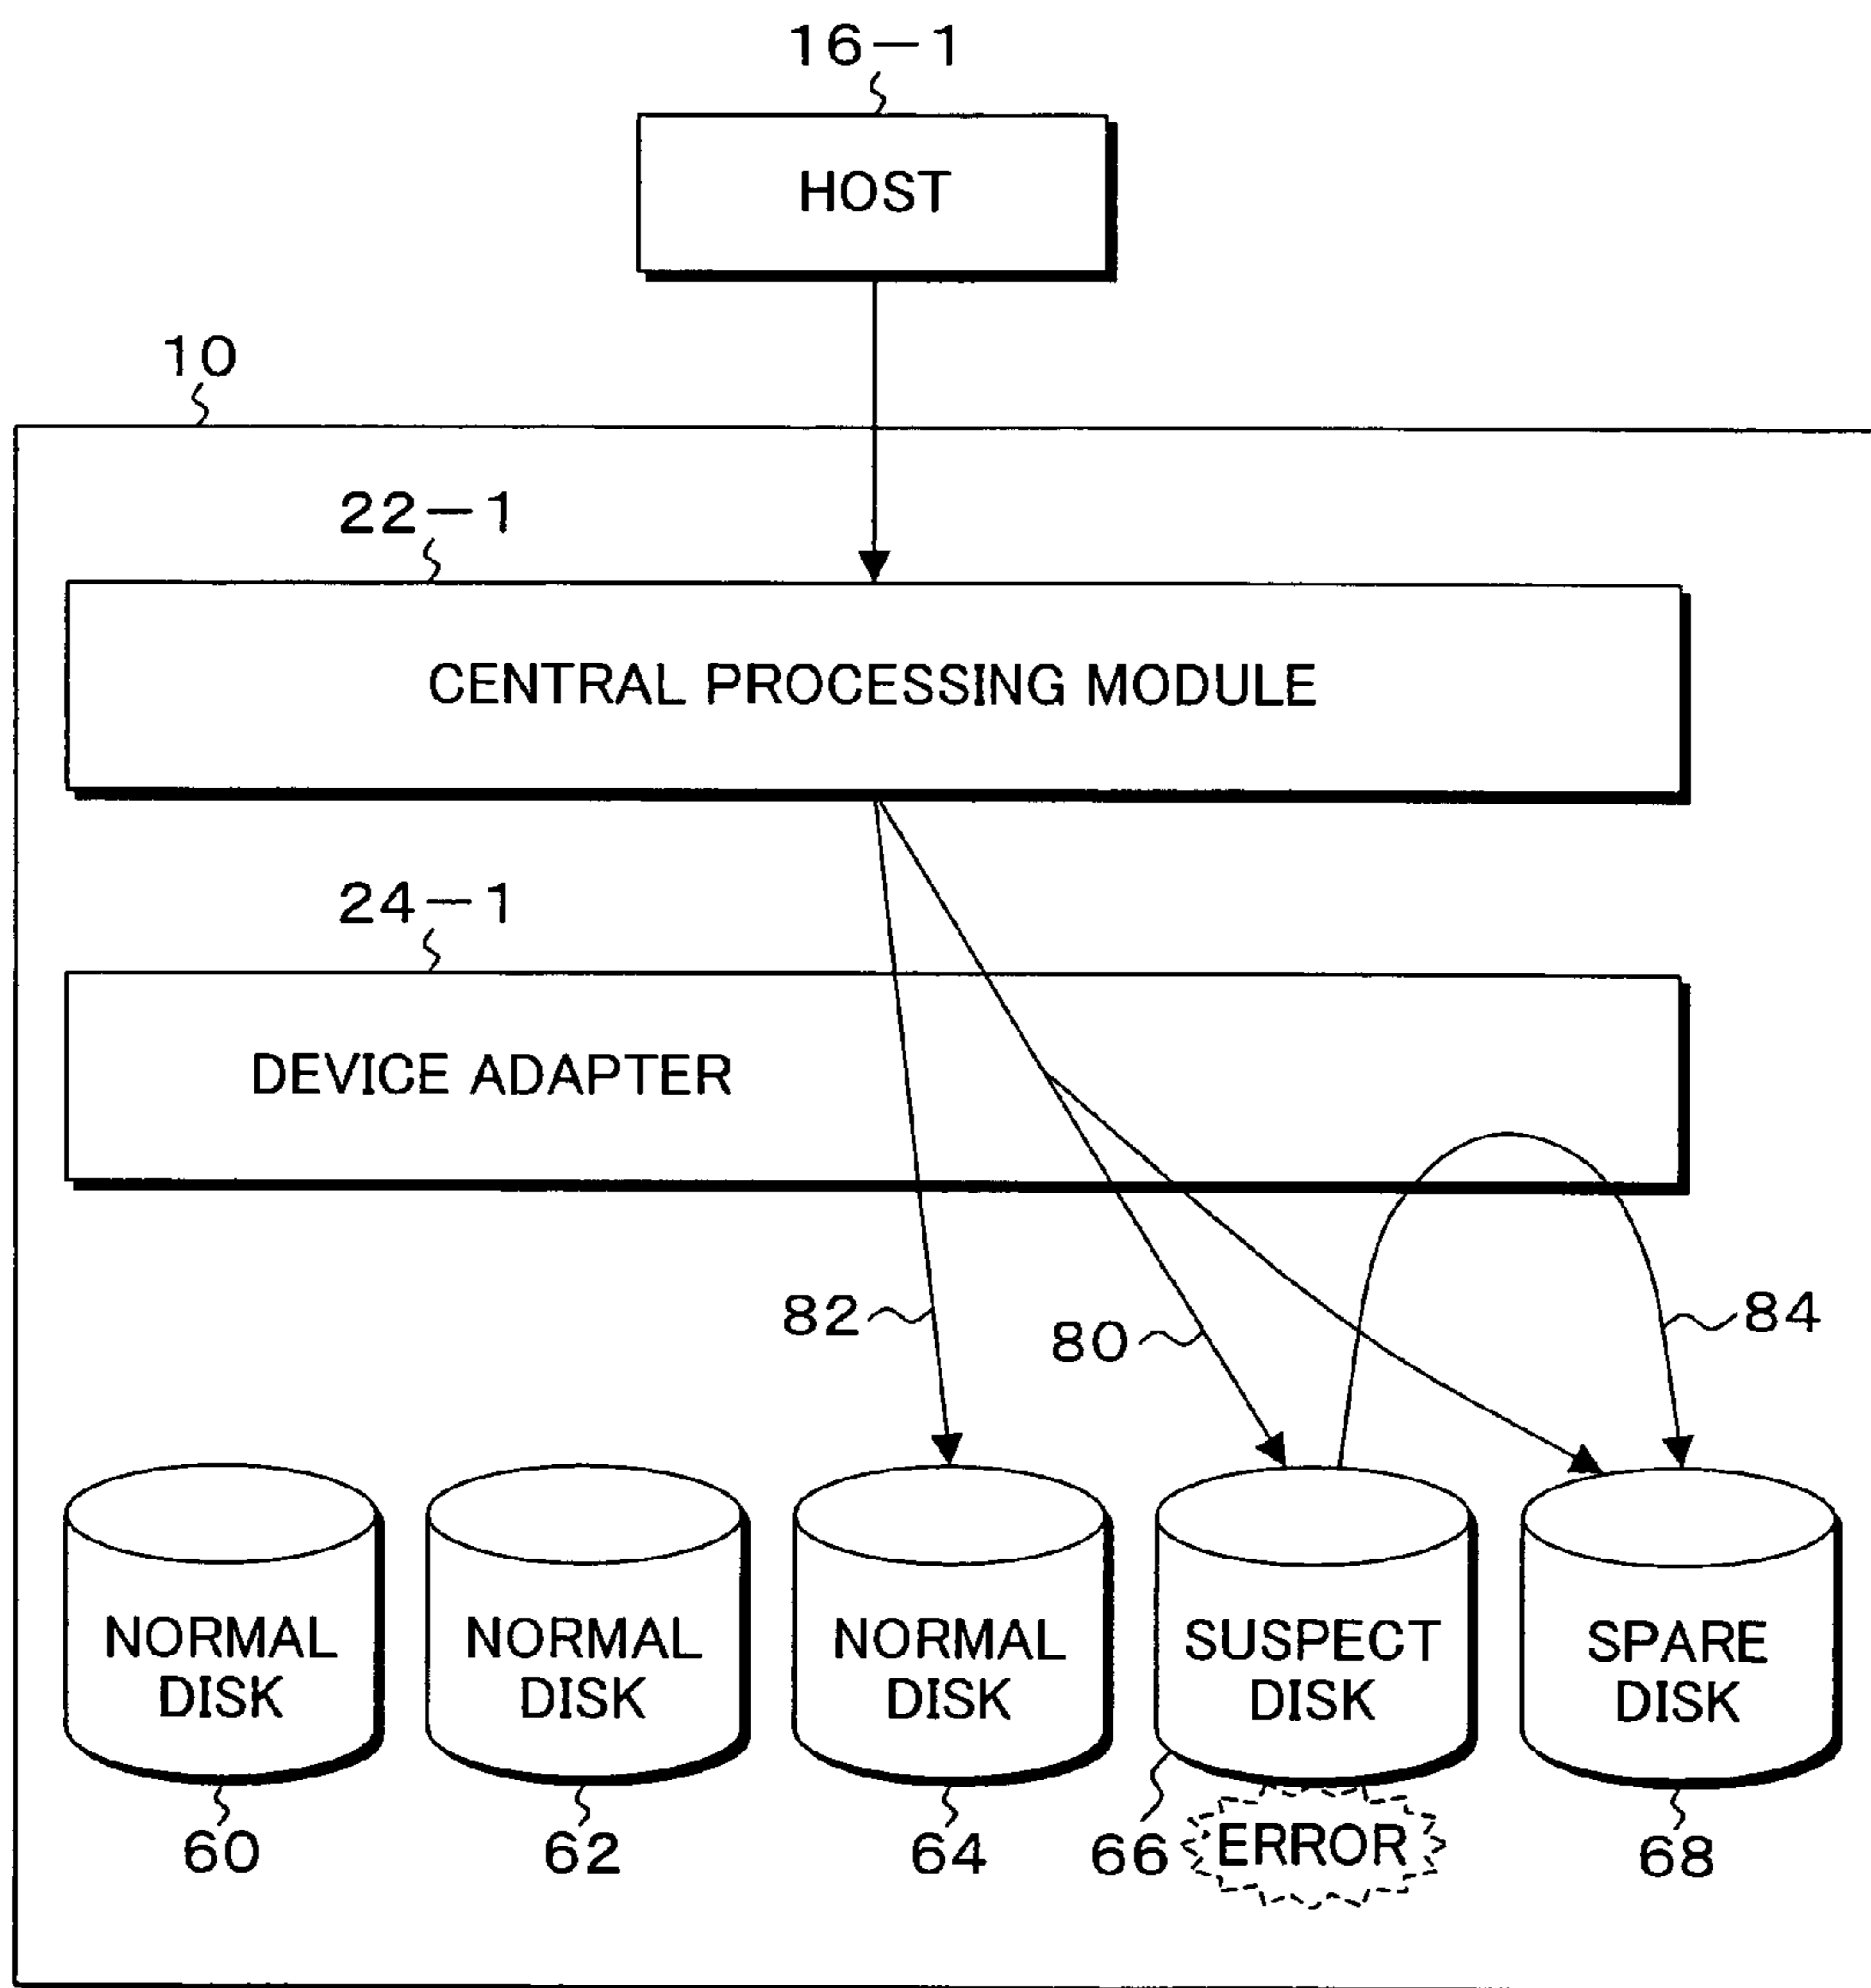 16-1
HOST
10
22-1
CENTRAL PROCESSING MODULE
24-1
DEVICE ADAPTER
82
80
84
NORMAL
DISK
NORMAL
DISK
NORMAL
DISK
SUSPECT
DISK
SPARE
DISK
60
62
64
66
ERROR
68